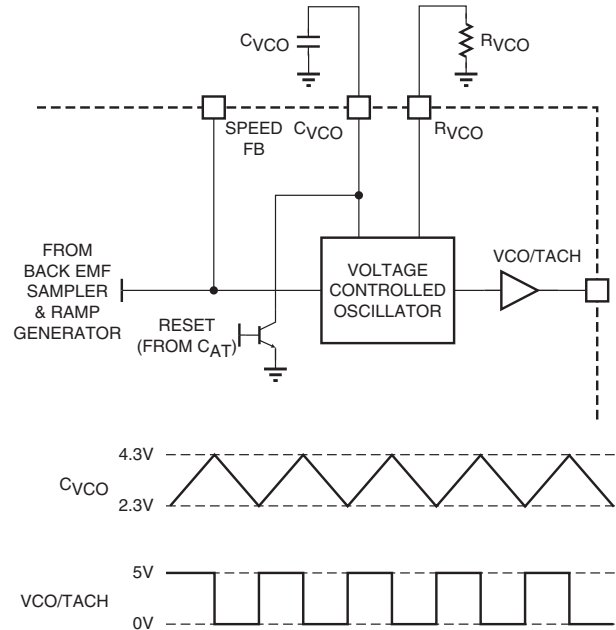 CVCO
RVCO
SPEED
FB
CVCO
RVCO
FROM
BACK EMF
SAMPLER
& RAMP
GENERATOR
RESET
(FROM CAT)
VOLTAGE
CONTROLLED
OSCILLATOR
VCO/TACH
4.3V
CVCO
2.3V
5V
VCO/TACH
0V